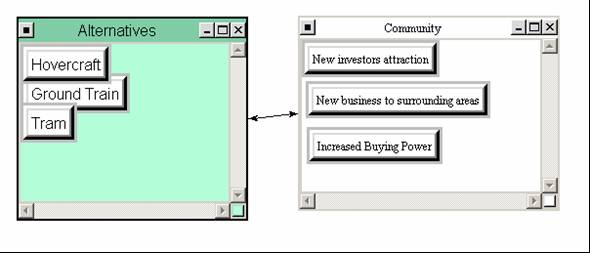 Alternatives
Hovercraft
Ground Train
Tram
Community
New investors attraction
New business to surrounding areas
Increased Buying Power